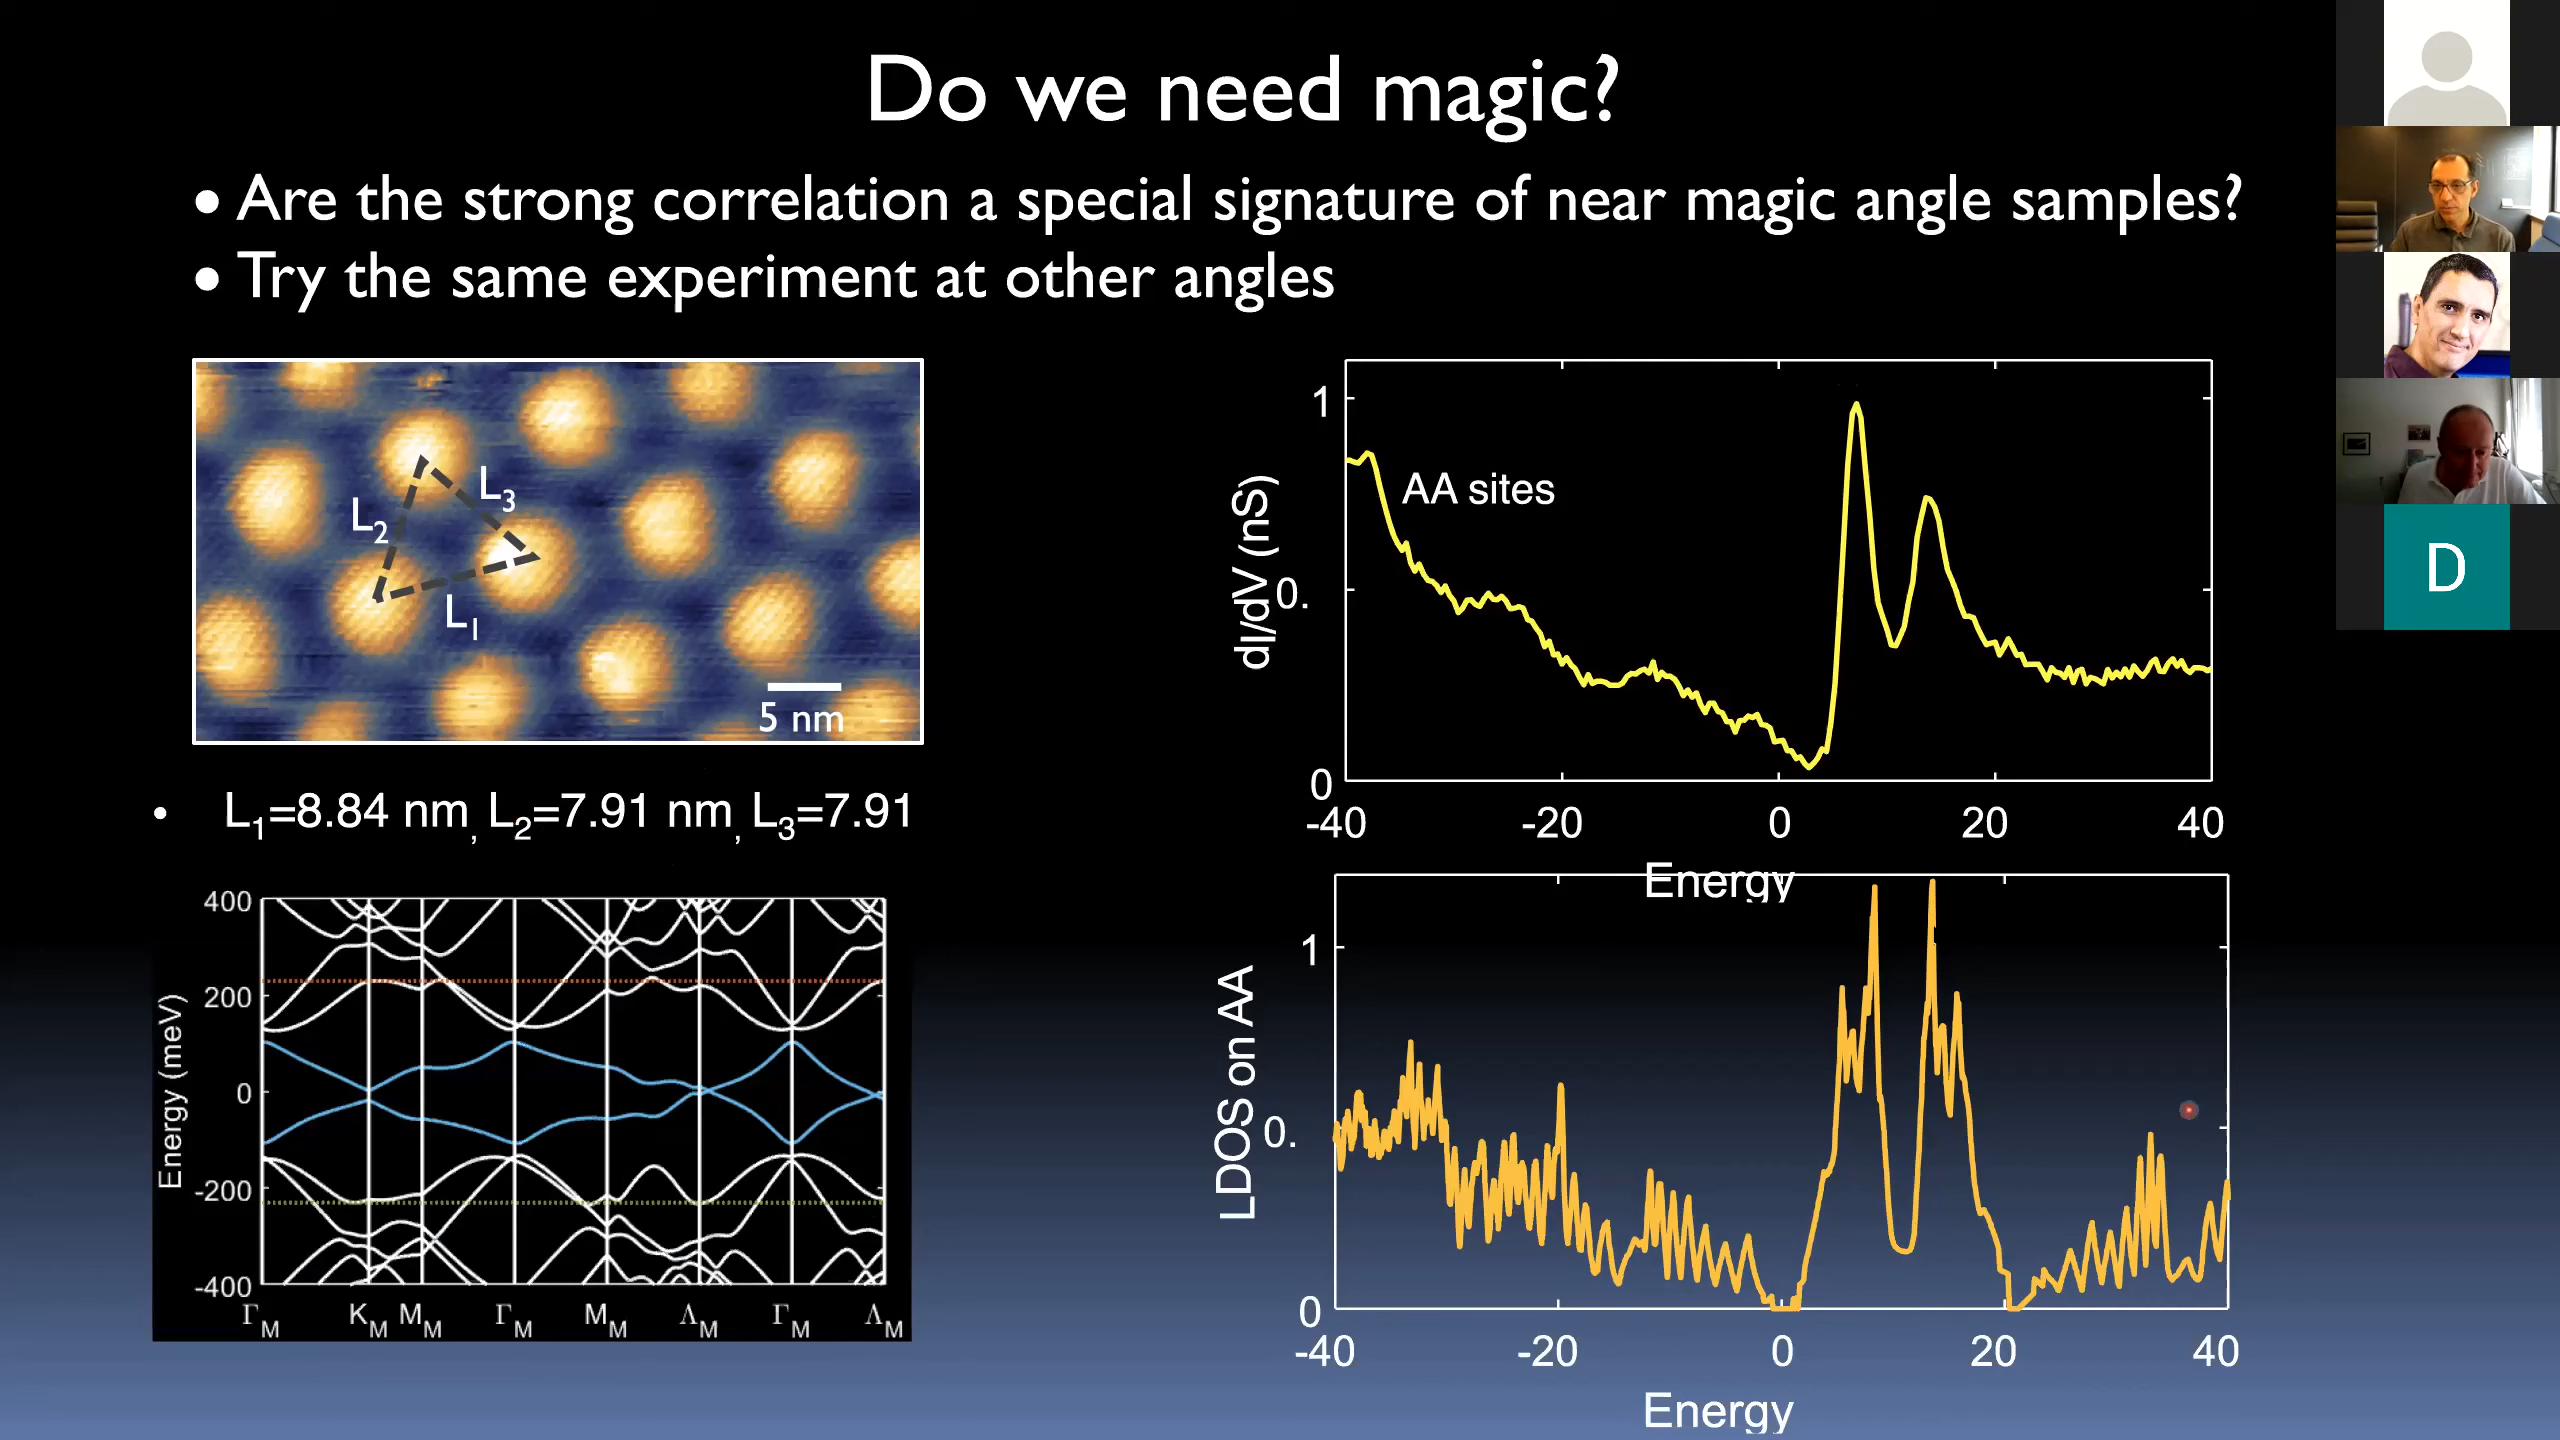 Do we need magic?
• Are the strong correlation a special signature of near magic angle samples?
• Try the same experiment at other angles
L3
L2
L1
5 nm
• L1=8.84 nm, L2=7.91 nm, L3=7.91
400
200
0
-200
-400
Energy (meV)
ΓM KM MM ΓM MM ΛM ΓM ΛM
1
0.
0
dI/dV (nS)
AA sites
-40 -20 0 20 40
Energy
1
0.
0
LDOS on AA
-40 -20 0 20 40
Energy
D